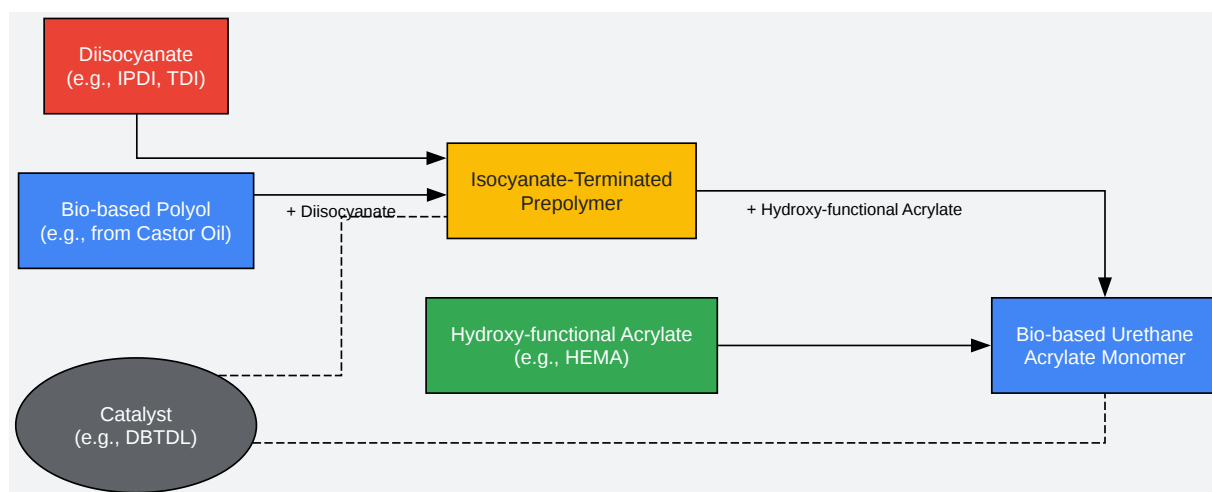 Diisocyanate
(e.g., IPDI, TDI)
Bio-based Polyol
(e.g., from Castor Oil)
+ Diisocyanate
Isocyanate-Terminated
Prepolymer
+ Hydroxy-functional Acrylate
Hydroxy-functional Acrylate
(e.g., HEMA)
Bio-based Urethane
Acrylate Monomer
Catalyst
(e.g., DBTDL)